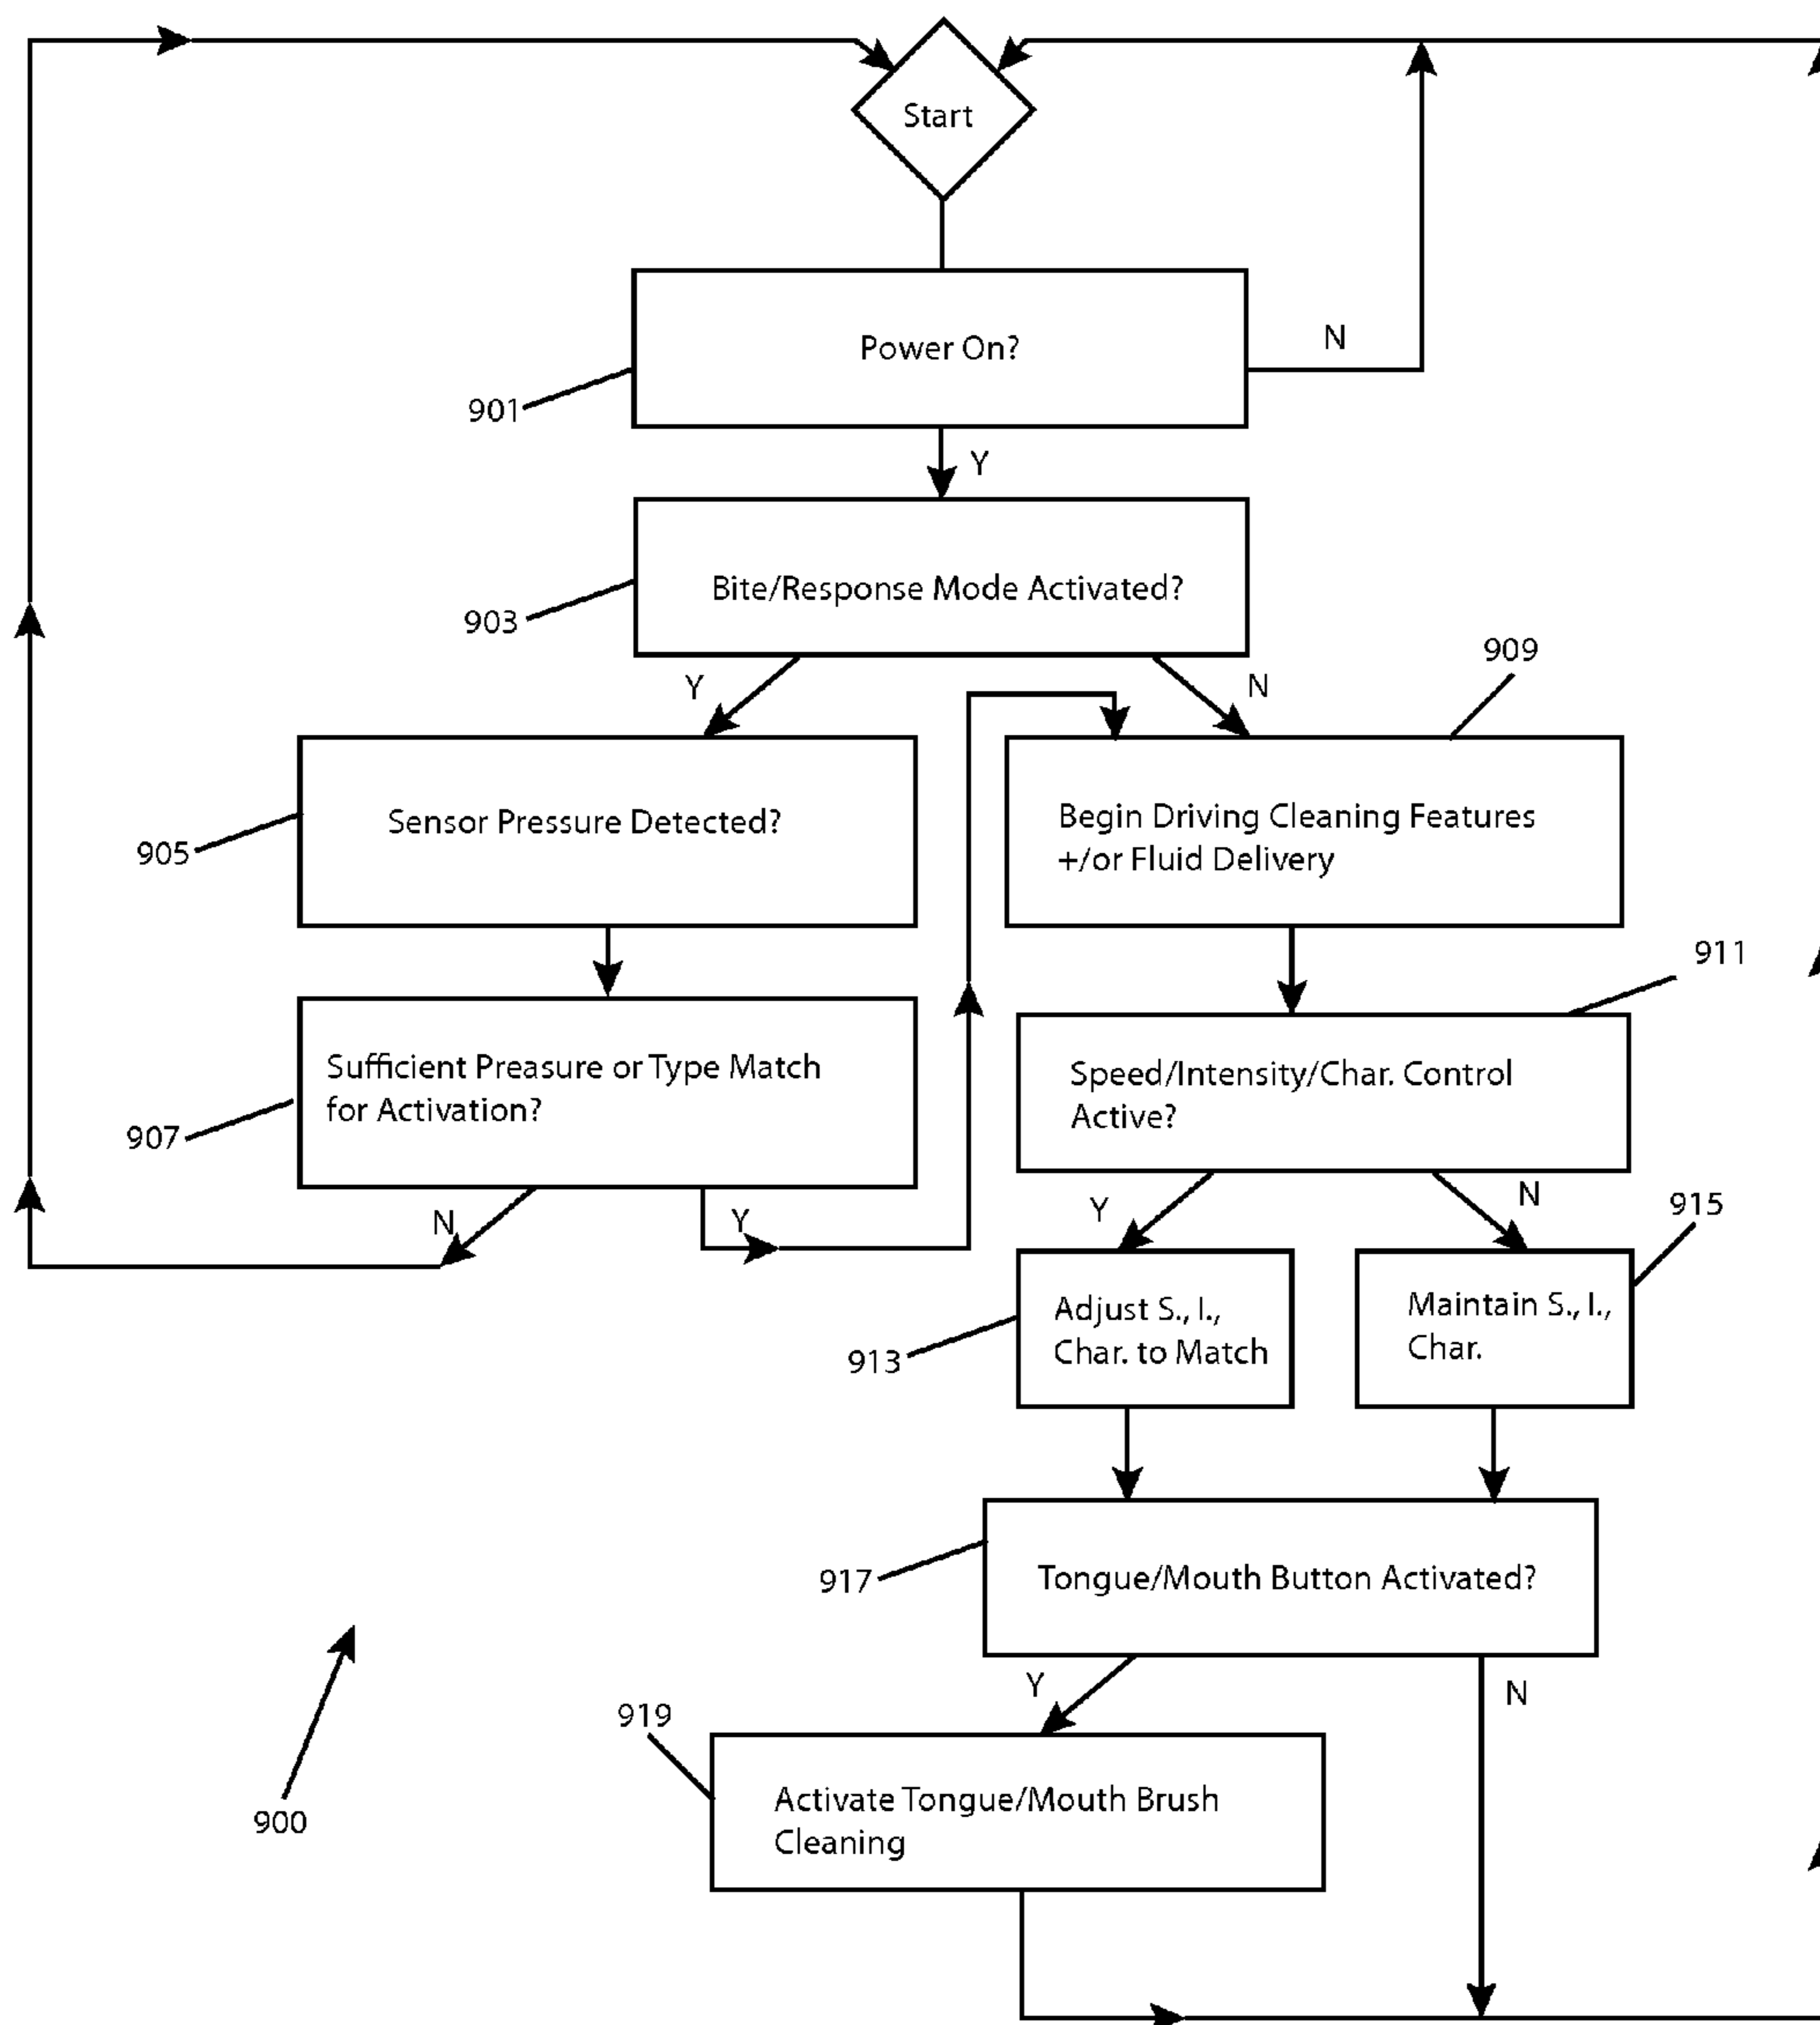 Start
Power On?
N
901
Y
Bite/Response Mode Activated?
903
909
Y
N
Sensor Pressure Detected?
905
Begin Driving Cleaning Features
+/or Fluid Delivery
911
Sufficient Preasure or Type Match
for Activation?
907
Speed/Intensity/Char. Control
Active?
N
Y
Y
N
915
Adjust S., I.,
Char. to Match
913
Maintain S., I.,
Char.
Tongue/Mouth Button Activated?
917
Y
N
919
Activate Tongue/Mouth Brush
Cleaning
900